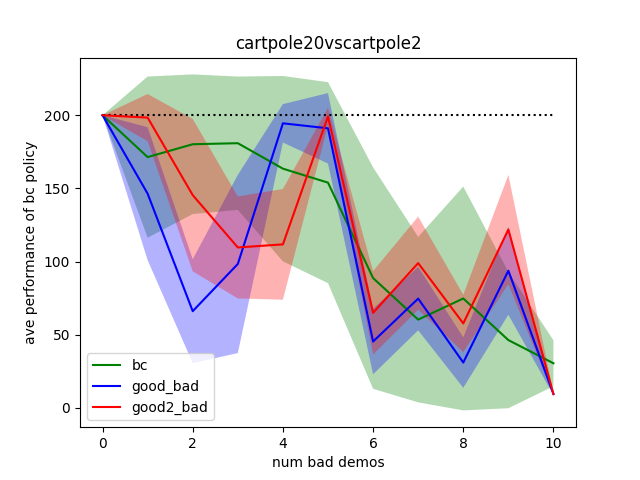 cartpole20vscartpole2
ave performance of bc policy
200
150
100
50
0
bc
good_bad
good2_bad
0 2 4 6 8 10
num bad demos